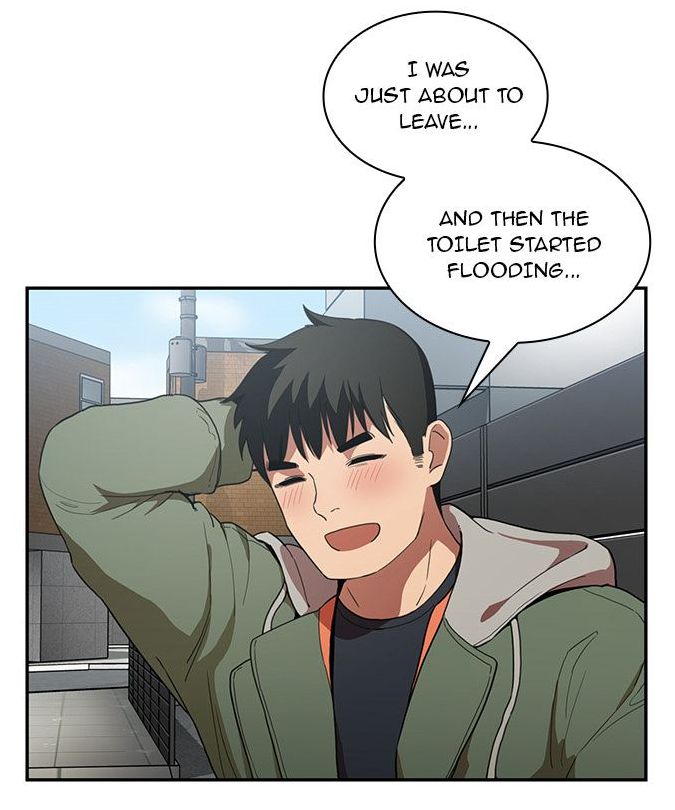 I WAS
JUST ABOUT TO
LEAVE...
AND THEN THE
TOILET STARTED
FLOODING...